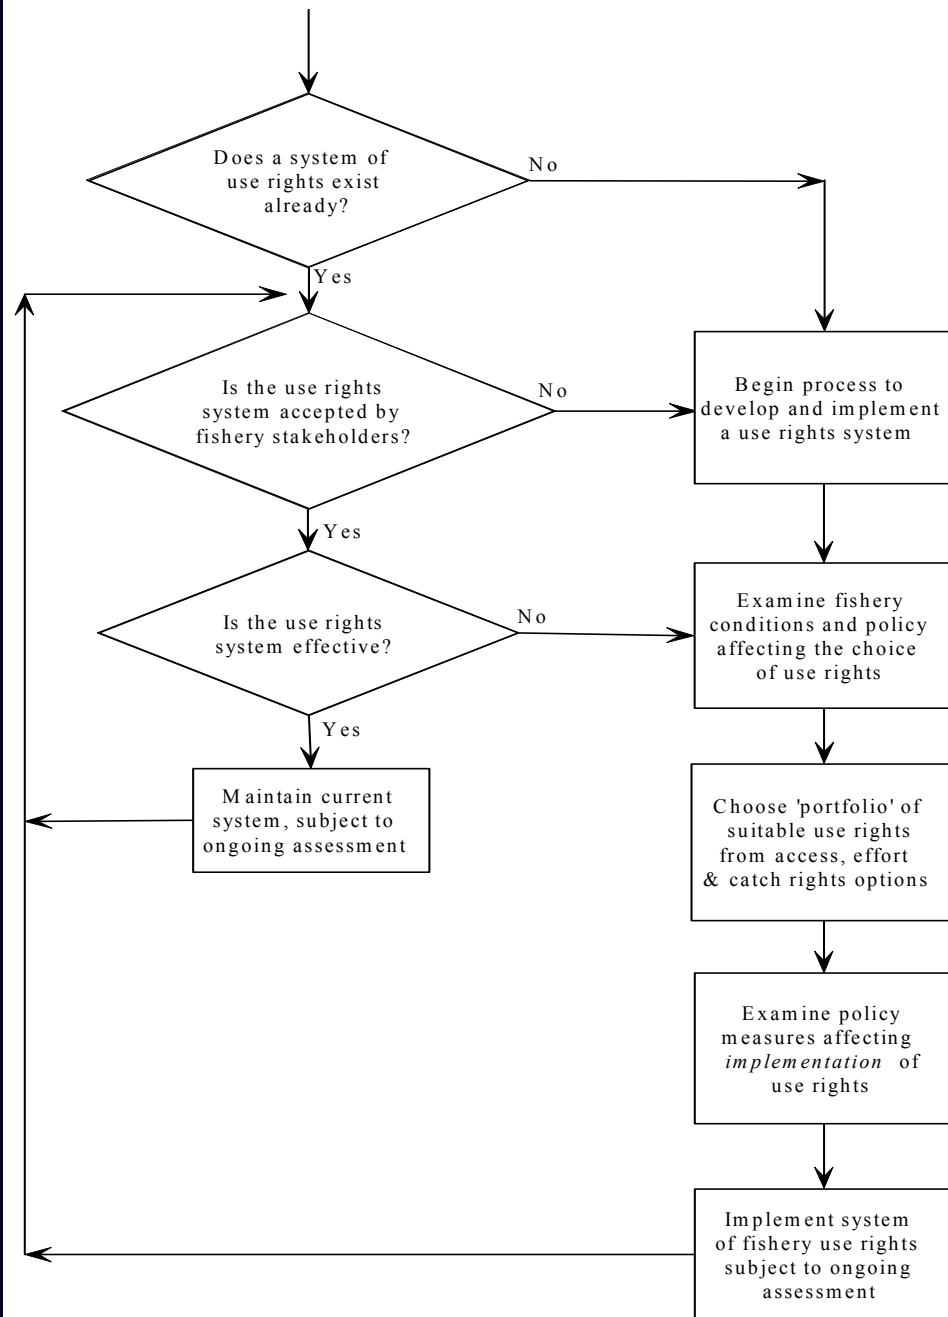 Does a system of
use rights exist
already?
No
Yes
Is the use rights
system accepted by
fishery stakeholders?
No
Begin process to
develop and implement
a use rights system
Yes
Is the use rights
system effective?
No
Examine fishery
conditions and policy
affecting the choice
of use rights
Yes
Maintain current
system, subject to
ongoing assessment
Choose 'portfolio' of
suitable use rights
from access, effort
& catch rights options
Examine policy
measures affecting
implementation of
use rights
Implement system
of fishery use rights
subject to ongoing
assessment